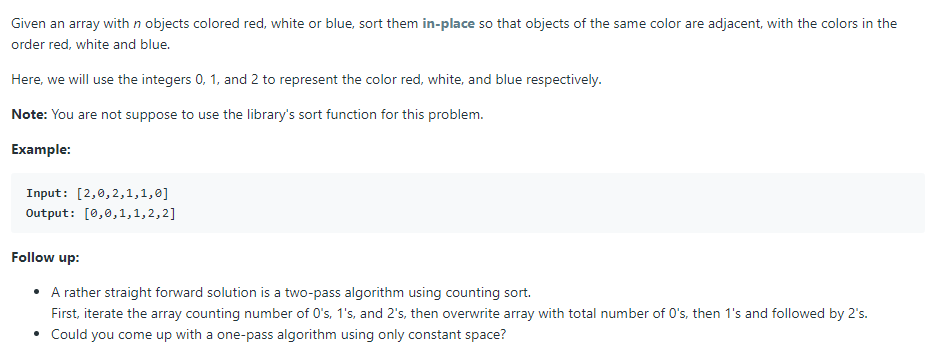 Given an array with n objects colored red, white or blue, sort them in-place so that objects of the same color are adjacent, with the colors in the
order red, white and blue.
Here, we will use the integers 0, 1, and 2 to represent the color red, white, and blue respectively.
Note: You are not suppose to use the library's sort function for this problem.
Example:
Input: [2,0,2,1,1,0]
Output: [0,0,1,1,2,2]
Follow up:
• A rather straight forward solution is a two-pass algorithm using counting sort.
First, iterate the array counting number of 0's, 1's, and 2's, then overwrite array with total number of 0's, then 1's and followed by 2's.
• Could you come up with a one-pass algorithm using only constant space?